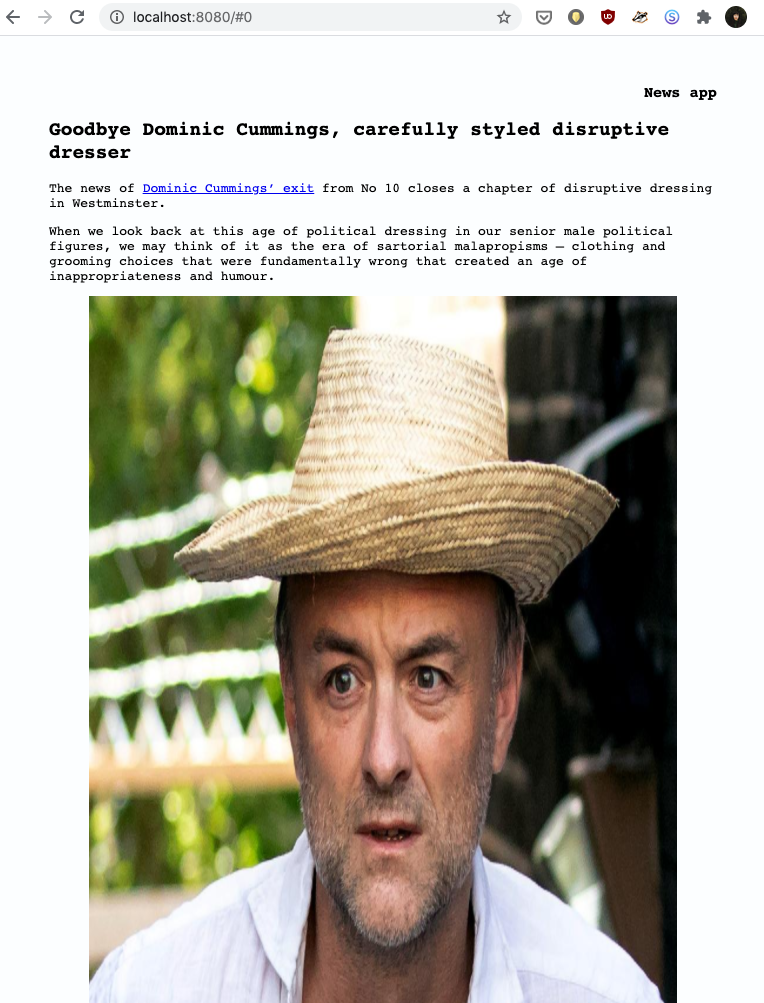 localhost:8080/#0
News app
Goodbye Dominic Cummings, carefully styled disruptive
dresser
The news of Dominic Cummings’ exit from No 10 closes a chapter of disruptive dressing
in Westminster.
When we look back at this age of political dressing in our senior male political
figures, we may think of it as the era of sartorial malapropisms – clothing and
grooming choices that were fundamentally wrong that created an age of
inappropriateness and humour.